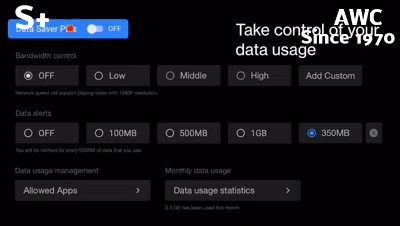 S+
AWC
Since 1970
Data Saver Plus
OFF
Take control of your
data usage
Bandwidth control
OFF
Low
Middle
High
Add Custom
Network speed will support playing video with 1080P resolution.
Data alerts
OFF
100MB
500MB
1GB
350MB
You will be notified for every 500MB of data that you use.
Data usage management
Monthly data usage
Allowed Apps
Data usage statistics
0.3 GB has been used this month